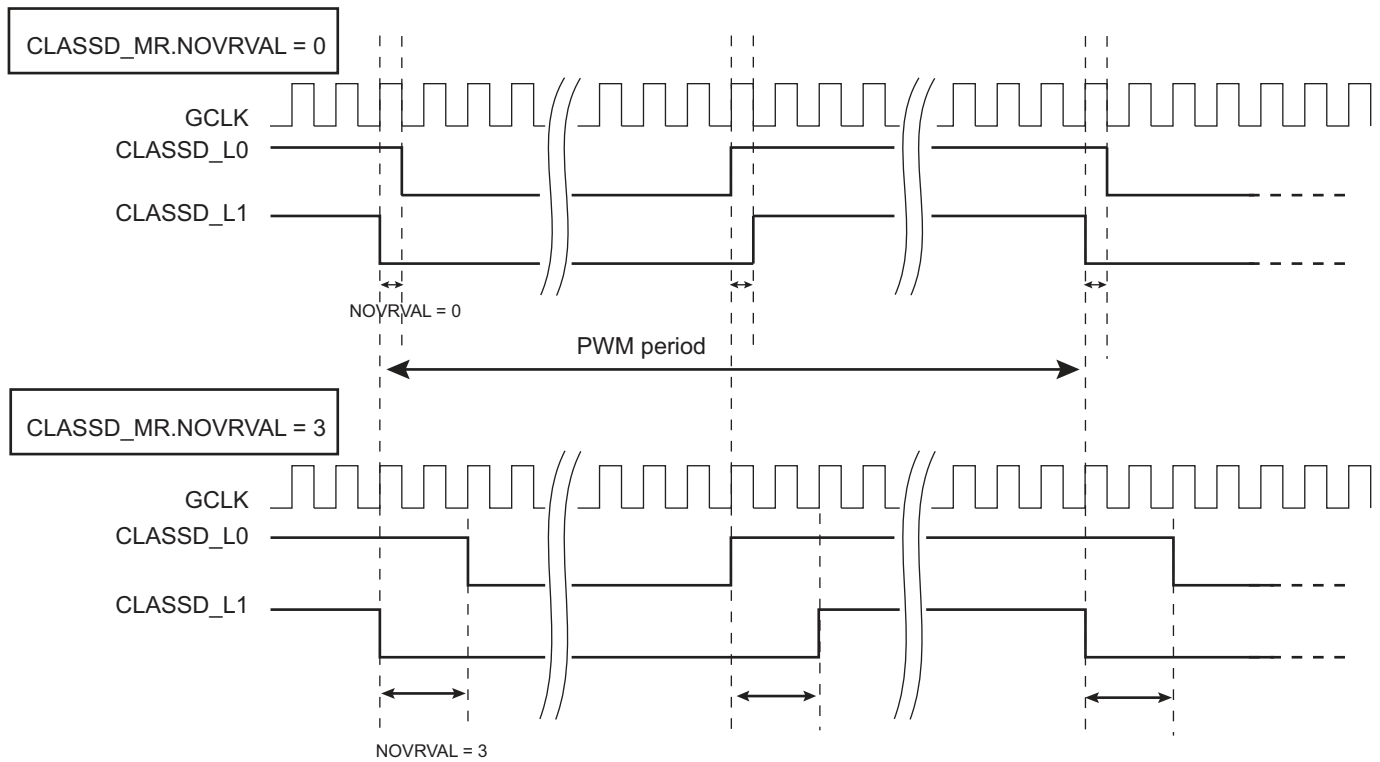 CLASSD_MR.NOVRVAL = 0
GCLK
CLASSD_L0
CLASSD_L1
NOVRVAL = 0
PWM period
CLASSD_MR.NOVRVAL = 3
GCLK
CLASSD_L0
CLASSD_L1
NOVRVAL = 3